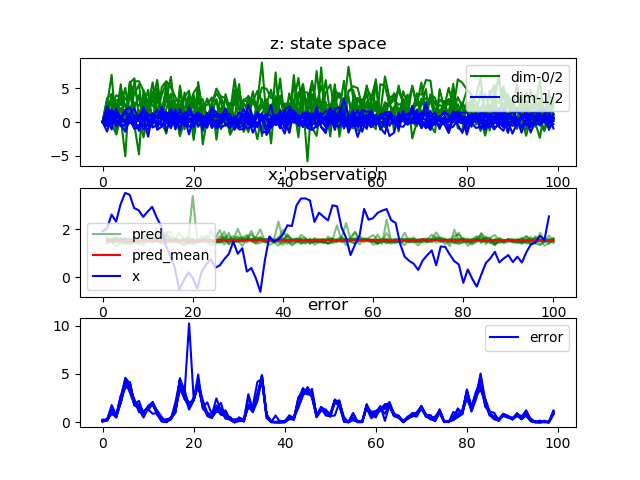 z: state space
5
0
−5
dim-0/2
dim-1/2
0 20 40 60 80 100
x: observation
2
0
pred
pred_mean
x
0 20 40 60 80 100
error
10
5
0
error
0 20 40 60 80 100